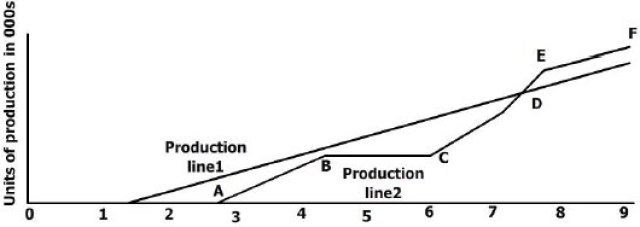 Units of production in 000s
F
E
D
Production
line1
A
B
C
Production
line2
0 1 2 3 4 5 6 7 8 9